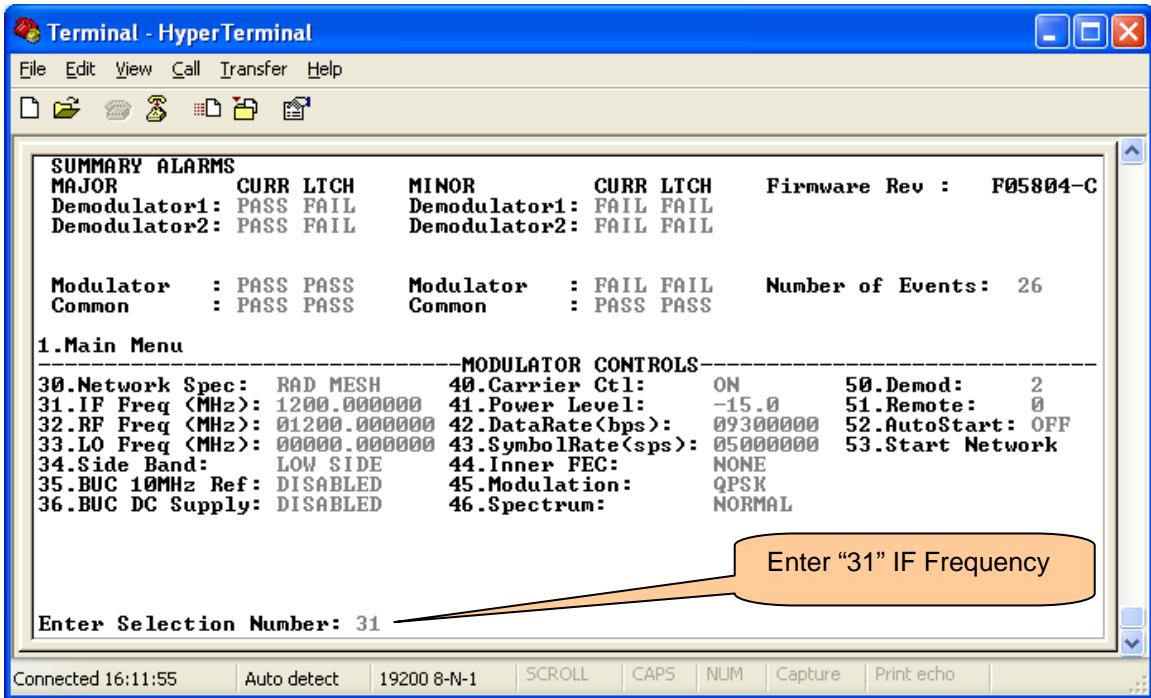 Terminal - HyperTerminal
File Edit View Call Transfer Help
SUMMARY ALARMS
MAJOR CURR LTCH MINOR CURR LTCH Firmware Rev : F05804-C
Demodulator1: PASS FAIL Demodulator1: FAIL FAIL
Demodulator2: PASS FAIL Demodulator2: FAIL FAIL
Modulator : PASS PASS Modulator : FAIL FAIL Number of Events: 26
Common : PASS PASS Common : PASS PASS
1.Main Menu
MODULATOR CONTROLS
30.Network Spec: RAD MESH 40.Carrier Ctl: ON 50.Demod: 2
31.IF Freq (MHz): 1200.000000 41.Power Level: -15.0 51.Remote: 0
32.RF Freq (MHz): 01200.000000 42.DataRate(bps): 09300000 52.AutoStart: OFF
33.LO Freq (MHz): 00000.000000 43.SymbolRate(sps): 05000000 53.Start Network
34.Side Band: LOW SIDE 44.Inner FEC: NONE
35.BUC 10MHz Ref: DISABLED 45.Modulation: QPSK
36.BUC DC Supply: DISABLED 46.Spectrum: NORMAL
Enter “31” IF Frequency
Enter Selection Number: 31
Connected 16:11:55 Auto detect 19200 8-N-1 SCROLL CAPS NUM Capture Print echo